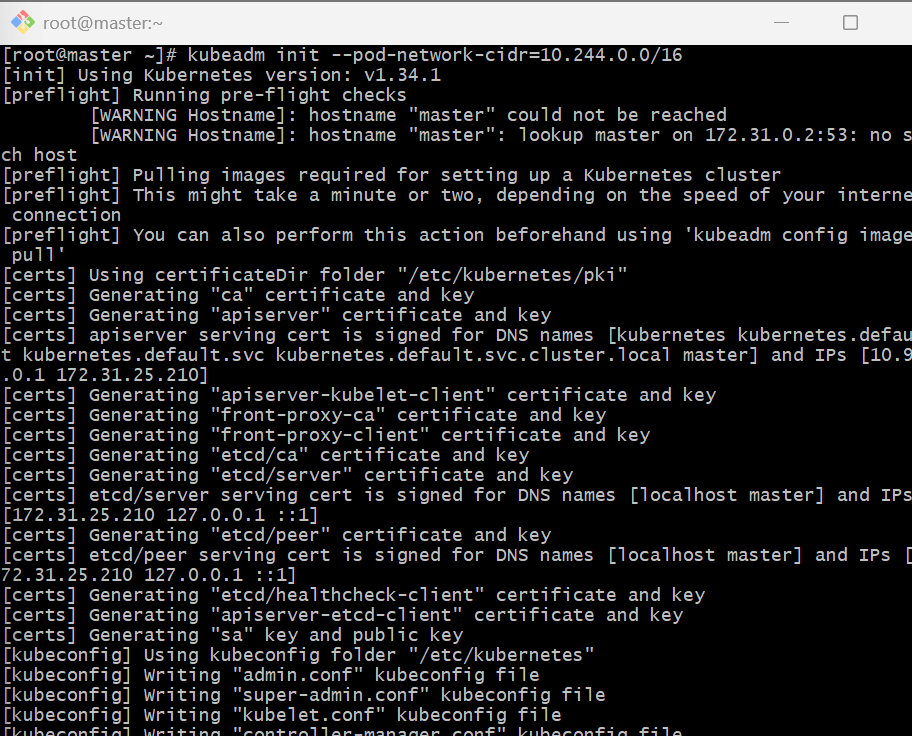 root@master:~
[root@master ~]# kubeadm init --pod-network-cidr=10.244.0.0/16
[init] Using Kubernetes version: v1.34.1
[preflight] Running pre-flight checks
        [WARNING Hostname]: hostname "master" could not be reached
        [WARNING Hostname]: hostname "master": lookup master on 172.31.0.2:53: no s
ch host
[preflight] Pulling images required for setting up a Kubernetes cluster
[preflight] This might take a minute or two, depending on the speed of your interne
 connection
[preflight] You can also perform this action beforehand using 'kubeadm config image
 pull'
[certs] Using certificateDir folder "/etc/kubernetes/pki"
[certs] Generating "ca" certificate and key
[certs] Generating "apiserver" certificate and key
[certs] apiserver serving cert is signed for DNS names [kubernetes kubernetes.defau
t kubernetes.default.svc kubernetes.default.svc.cluster.local master] and IPs [10.9
.0.1 172.31.25.210]
[certs] Generating "apiserver-kubelet-client" certificate and key
[certs] Generating "front-proxy-ca" certificate and key
[certs] Generating "front-proxy-client" certificate and key
[certs] Generating "etcd/ca" certificate and key
[certs] Generating "etcd/server" certificate and key
[certs] etcd/server serving cert is signed for DNS names [localhost master] and IPs
[172.31.25.210 127.0.0.1 ::1]
[certs] Generating "etcd/peer" certificate and key
[certs] etcd/peer serving cert is signed for DNS names [localhost master] and IPs [
72.31.25.210 127.0.0.1 ::1]
[certs] Generating "etcd/healthcheck-client" certificate and key
[certs] Generating "apiserver-etcd-client" certificate and key
[certs] Generating "sa" key and public key
[kubeconfig] Using kubeconfig folder "/etc/kubernetes"
[kubeconfig] Writing "admin.conf" kubeconfig file
[kubeconfig] Writing "super-admin.conf" kubeconfig file
[kubeconfig] Writing "kubelet.conf" kubeconfig file
[kubeconfig] Writing "controller-manager.conf" kubeconfig file